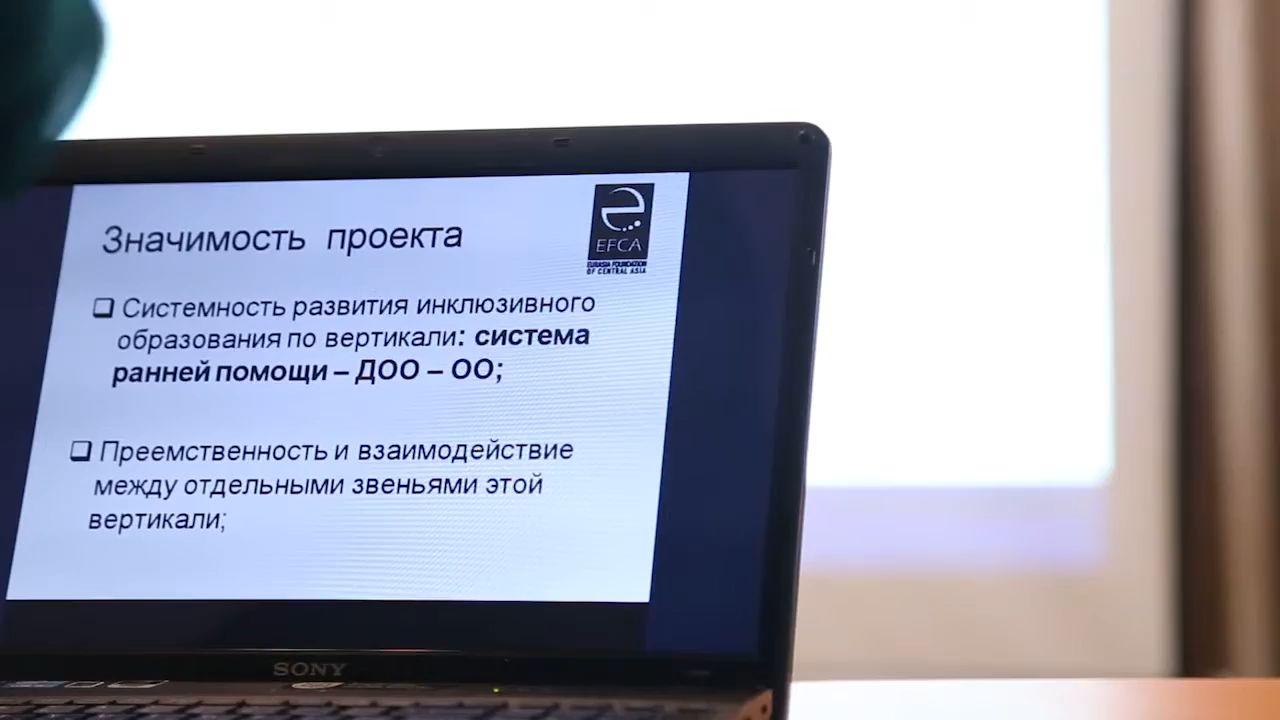 Значимость проекта
EFCA
EURASIA FOUNDATION
OF CENTRAL ASIA
❑ Системность развития инклюзивного
образования по вертикали: система
ранней помощи – ДОО – ОО;
❑ Преемственность и взаимодействие
между отдельными звеньями этой
вертикали;
SONY